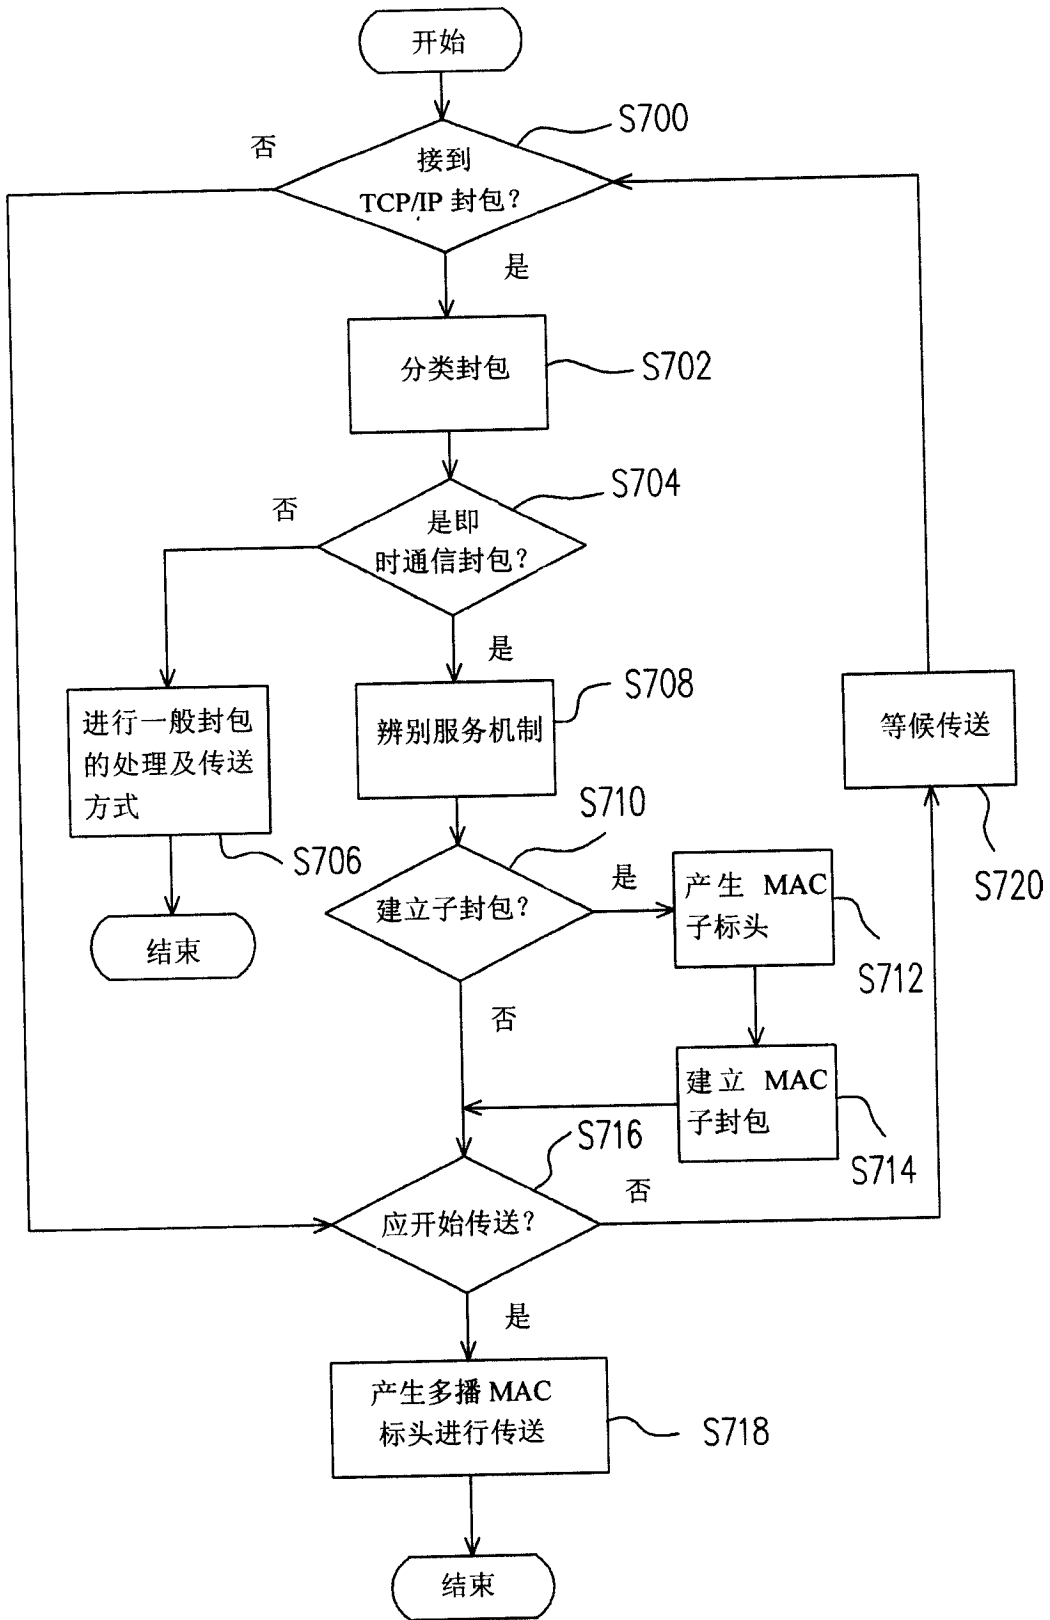 开始
S700
否
接到
TCP/IP 封包?
是
分类封包
S702
S704
否
是即
时通信封包?
是
S708
进行一般封包
的处理及传送
方式
辨别服务机制
等候传送
S710
S706
S720
是
建立子封包?
产生 MAC
子标头
结束
S712
否
建立 MAC
子封包
S716
S714
否
应开始传送?
是
产生多播 MAC
标头进行传送
S718
结束